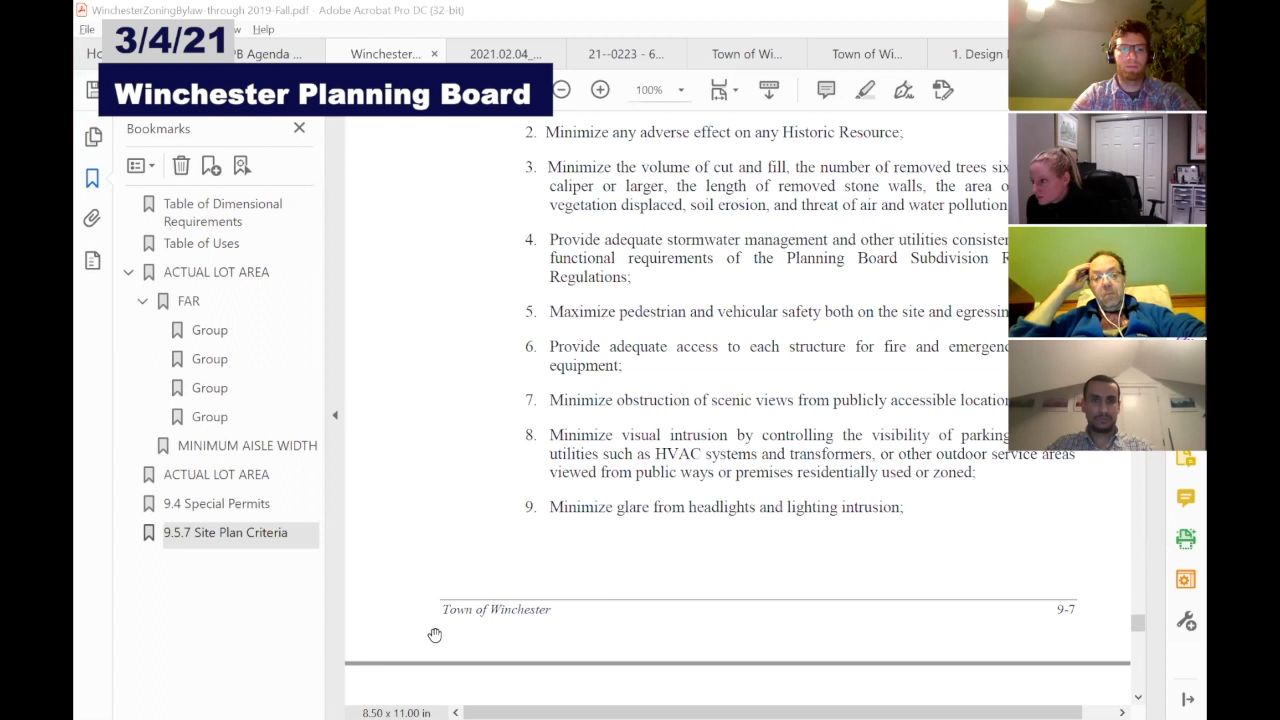 WinchesterZoningBylaw-through 2019-Fall.pdf - Adobe Acrobat Pro DC (32-bit)
File
w Help
3/4/21
Winchester Planning Board
Ho
PB Agenda ...
Winchester...
2021.02.04_...
21--0223 - 6...
Town of Wi...
Town of Wi...
1. Design
100%
Bookmarks
Table of Dimensional
Requirements
Table of Uses
ACTUAL LOT AREA
FAR
Group
Group
Group
Group
MINIMUM AISLE WIDTH
ACTUAL LOT AREA
9.4 Special Permits
9.5.7 Site Plan Criteria
2. Minimize any adverse effect on any Historic Resource;
3. Minimize the volume of cut and fill, the number of removed trees six
caliper or larger, the length of removed stone walls, the area o
vegetation displaced, soil erosion, and threat of air and water pollution
4. Provide adequate stormwater management and other utilities consisten
functional requirements of the Planning Board Subdivision R
Regulations;
5. Maximize pedestrian and vehicular safety both on the site and egressin
6. Provide adequate access to each structure for fire and emergenc
equipment;
7. Minimize obstruction of scenic views from publicly accessible location
8. Minimize visual intrusion by controlling the visibility of parking
utilities such as HVAC systems and transformers, or other outdoor service areas
viewed from public ways or premises residentially used or zoned;
9. Minimize glare from headlights and lighting intrusion;
Town of Winchester 9-7
8.50 x 11.00 in